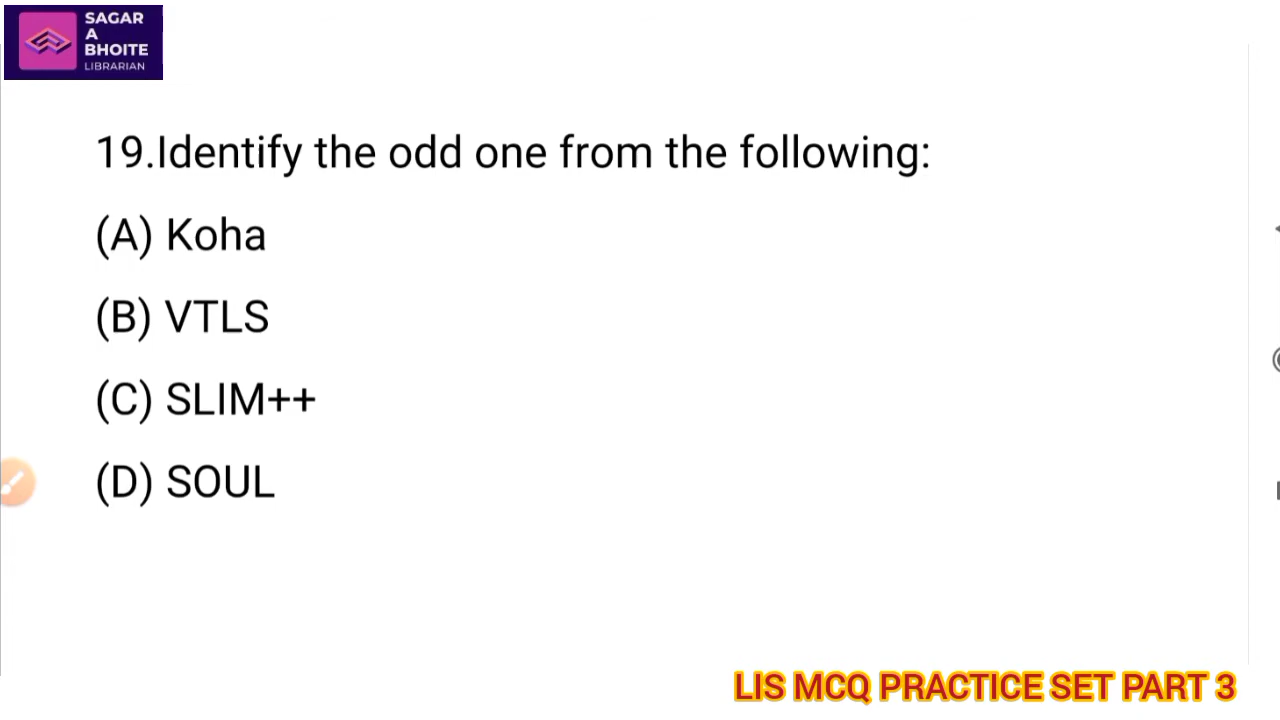 SAGAR
A
BHOITE
LIBRARIAN
19.Identify the odd one from the following:
(A) Koha
(B) VTLS
(C) SLIM++
(D) SOUL
LIS MCQ PRACTICE SET PART 3